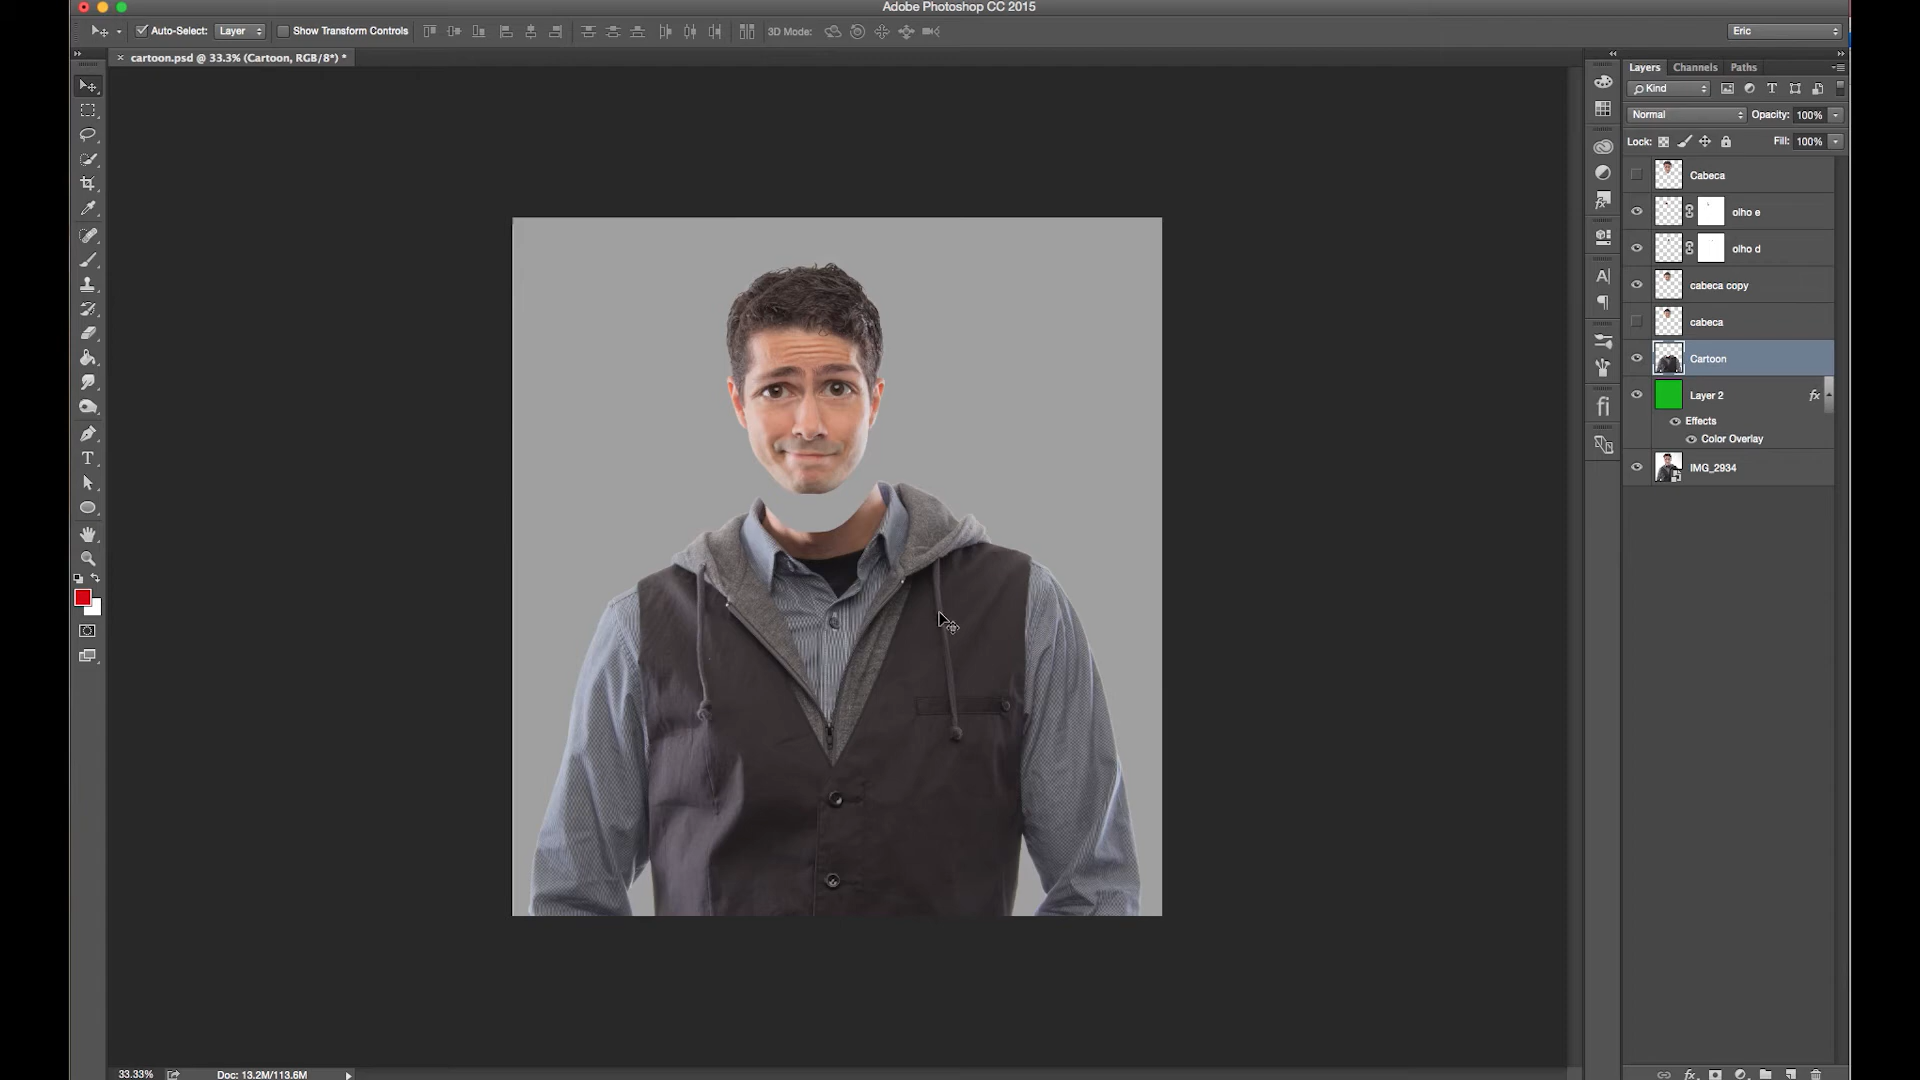 Adobe Photoshop CC 2015
Auto-Select: Layer Show Transform Controls 3D Mode: Eric
× cartoon.psd @ 33.3% (Cartoon, RGB/8*) *
Layers Channels Paths
Kind
Normal Opacity: 100%
Lock: Fill: 100%
Cabeca
olho e
olho d
cabeca copy
cabeca
Cartoon
Layer 2 fx
Effects
Color Overlay
IMG_2934
33.33% Doc: 13.2M/113.6M